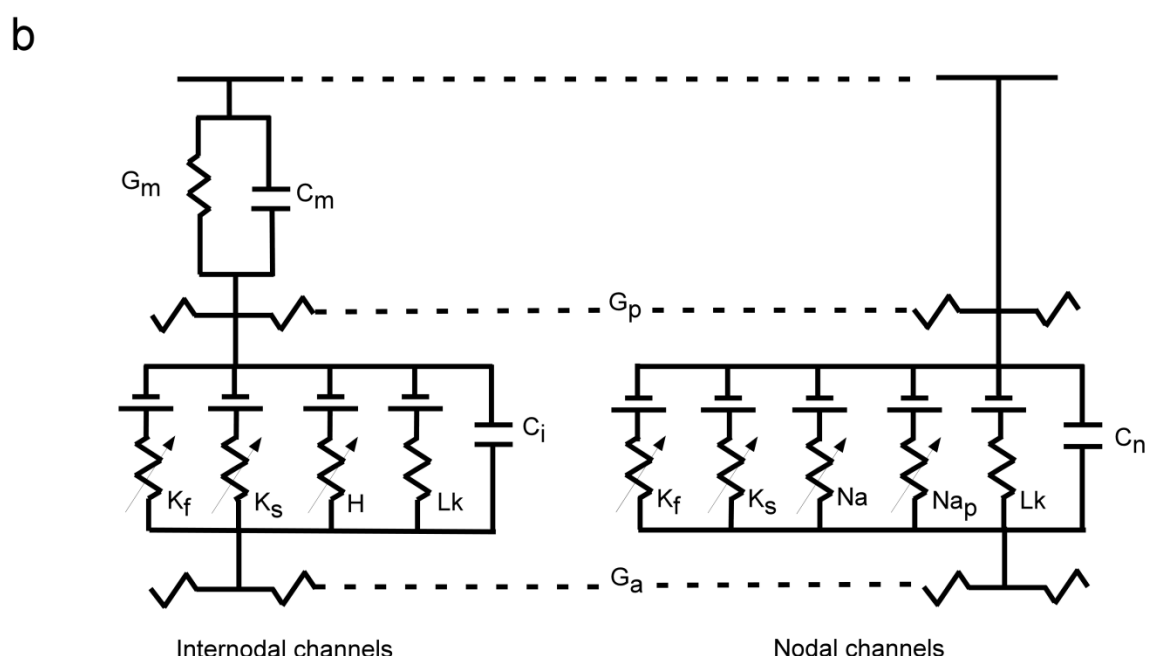 b
Gm
Cm
Gp
Ci
Kf
Ks
H
Lk
Cn
Kf
Ks
Na
Nap
Lk
Ga
Internodal channels
Nodal channels